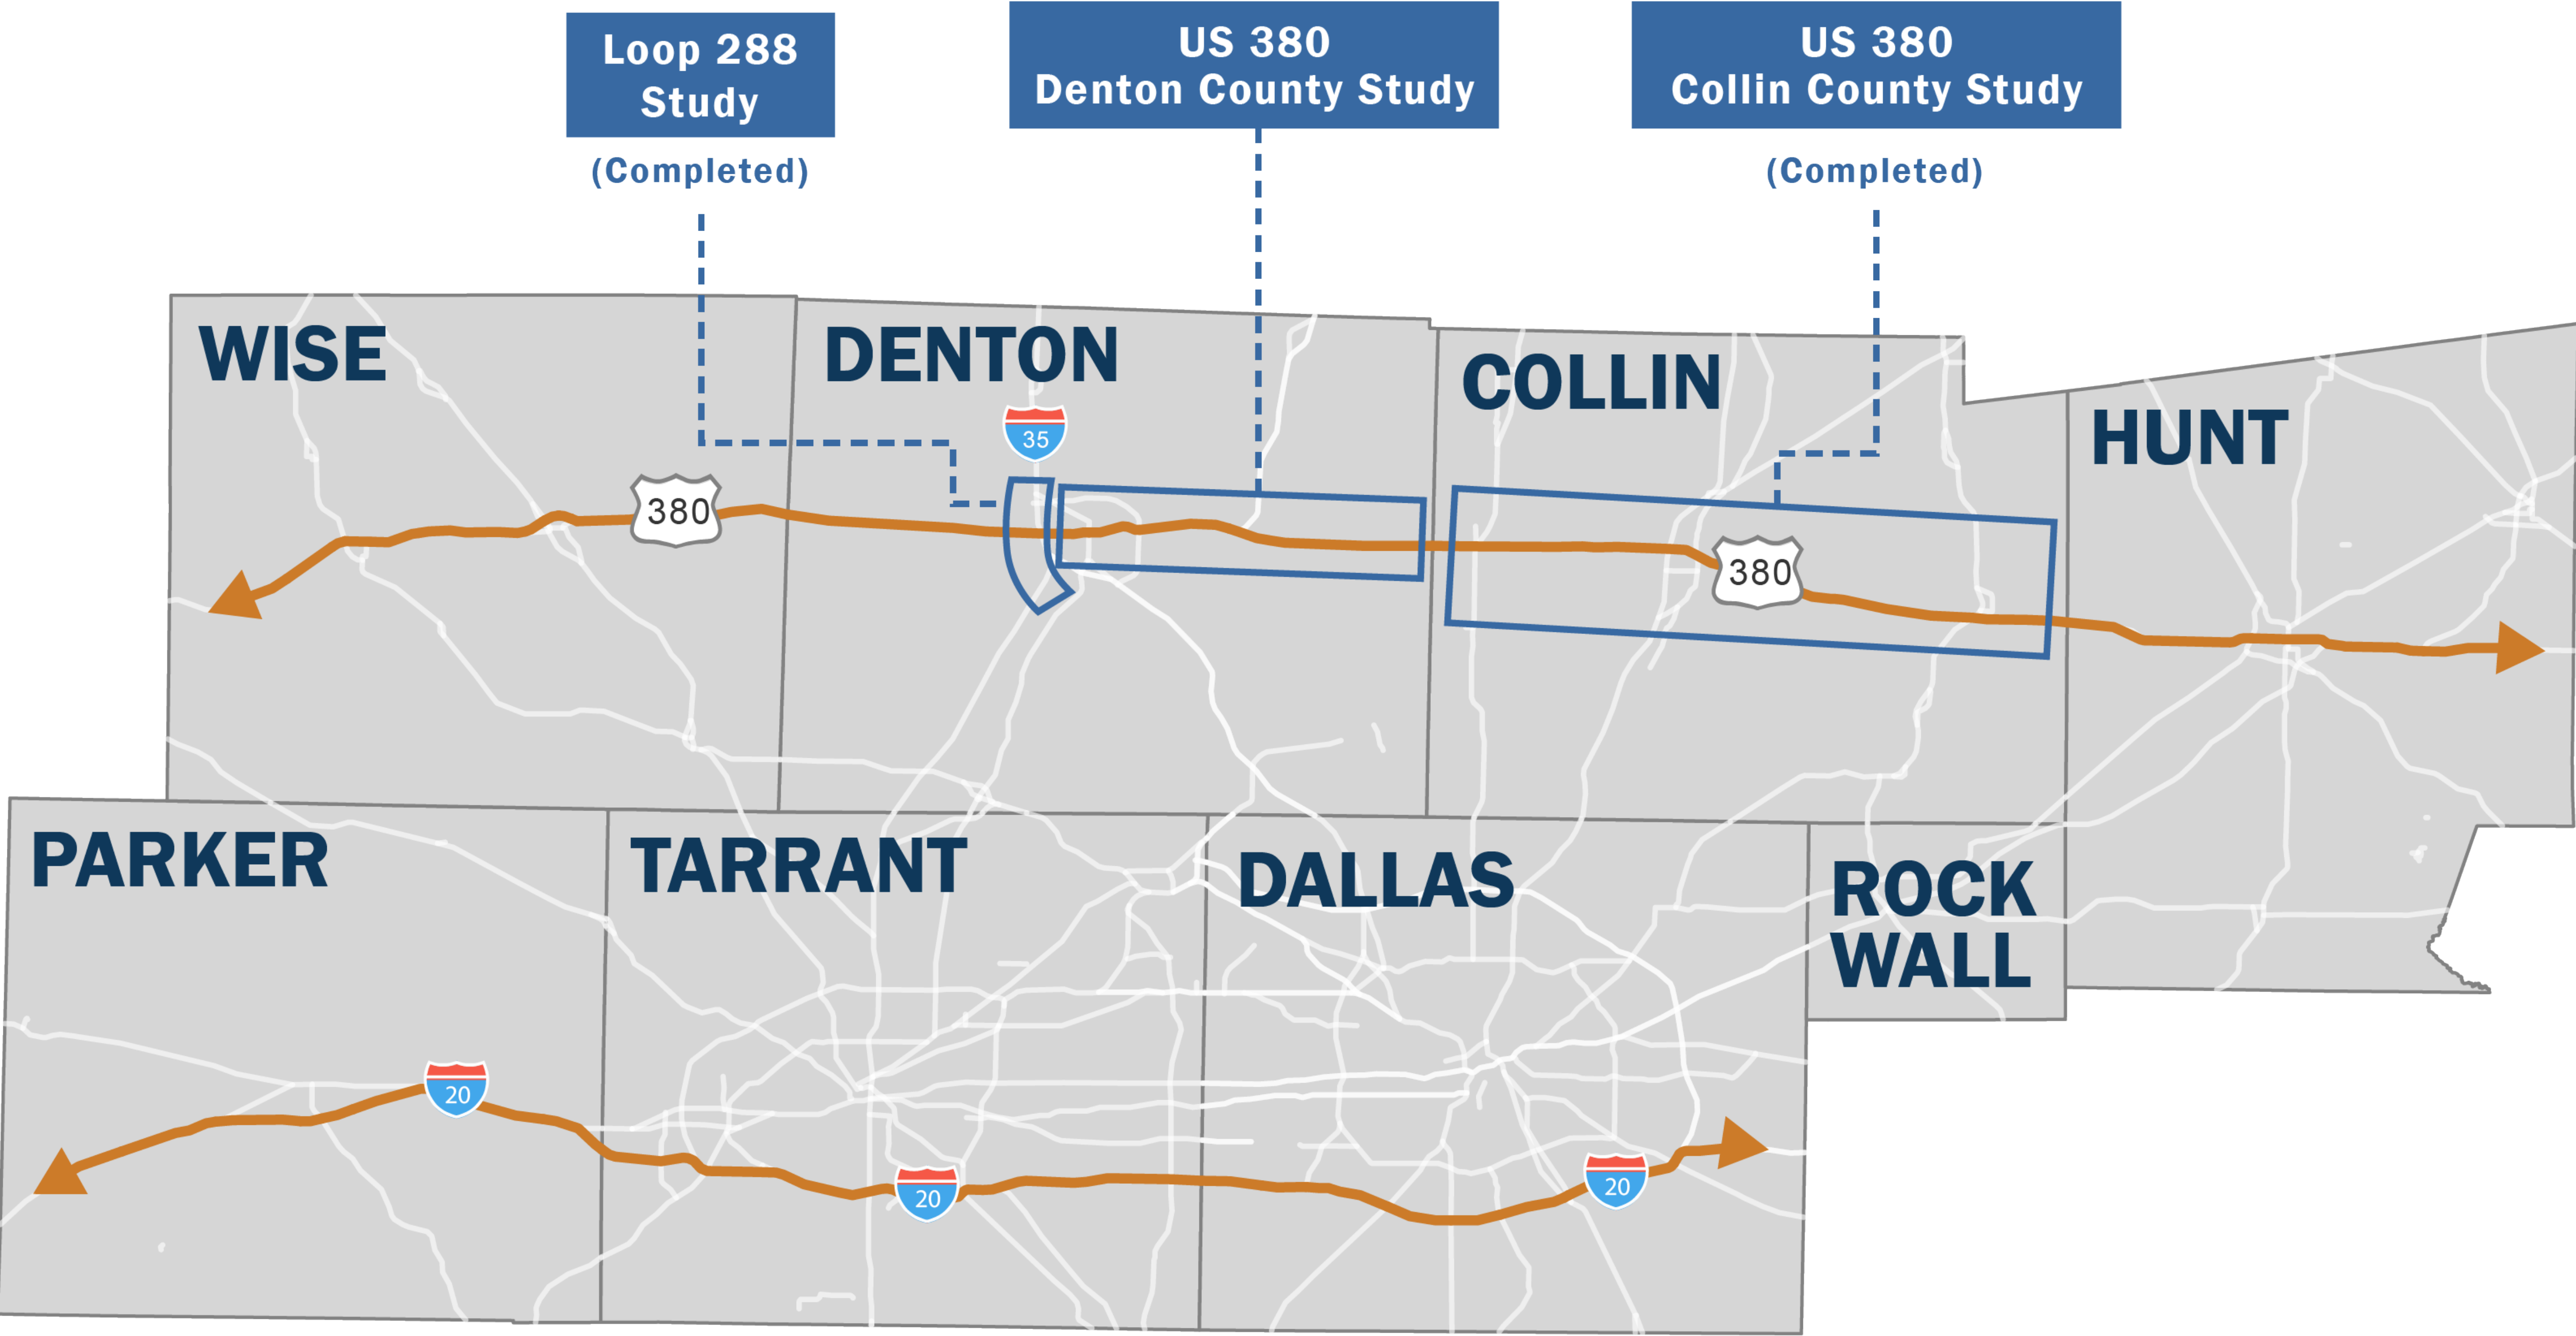 Loop 288
Study
(Completed)
US 380
Denton County Study
US 380
Collin County Study
(Completed)
WISE
DENTON
COLLIN
HUNT
35
380
380
PARKER
TARRANT
DALLAS
ROCK
WALL
20
20
20